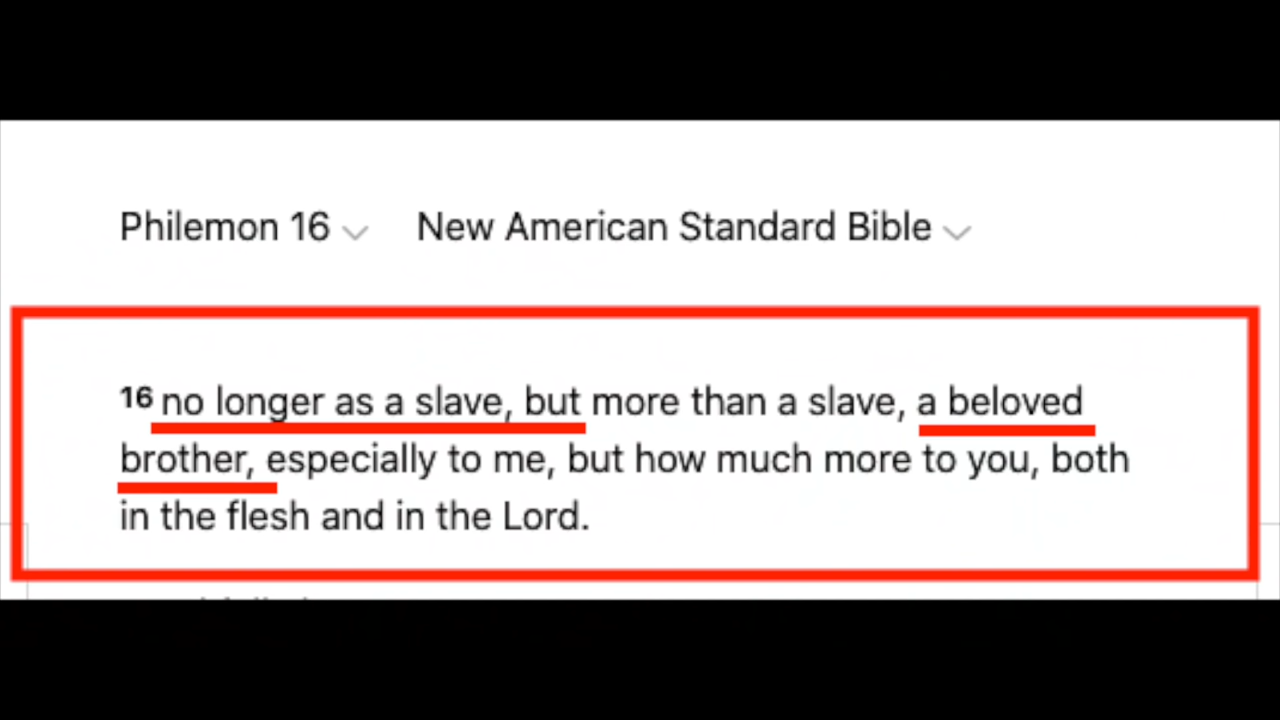 Philemon 16 New American Standard Bible
16 no longer as a slave, but more than a slave, a beloved
brother, especially to me, but how much more to you, both
in the flesh and in the Lord.